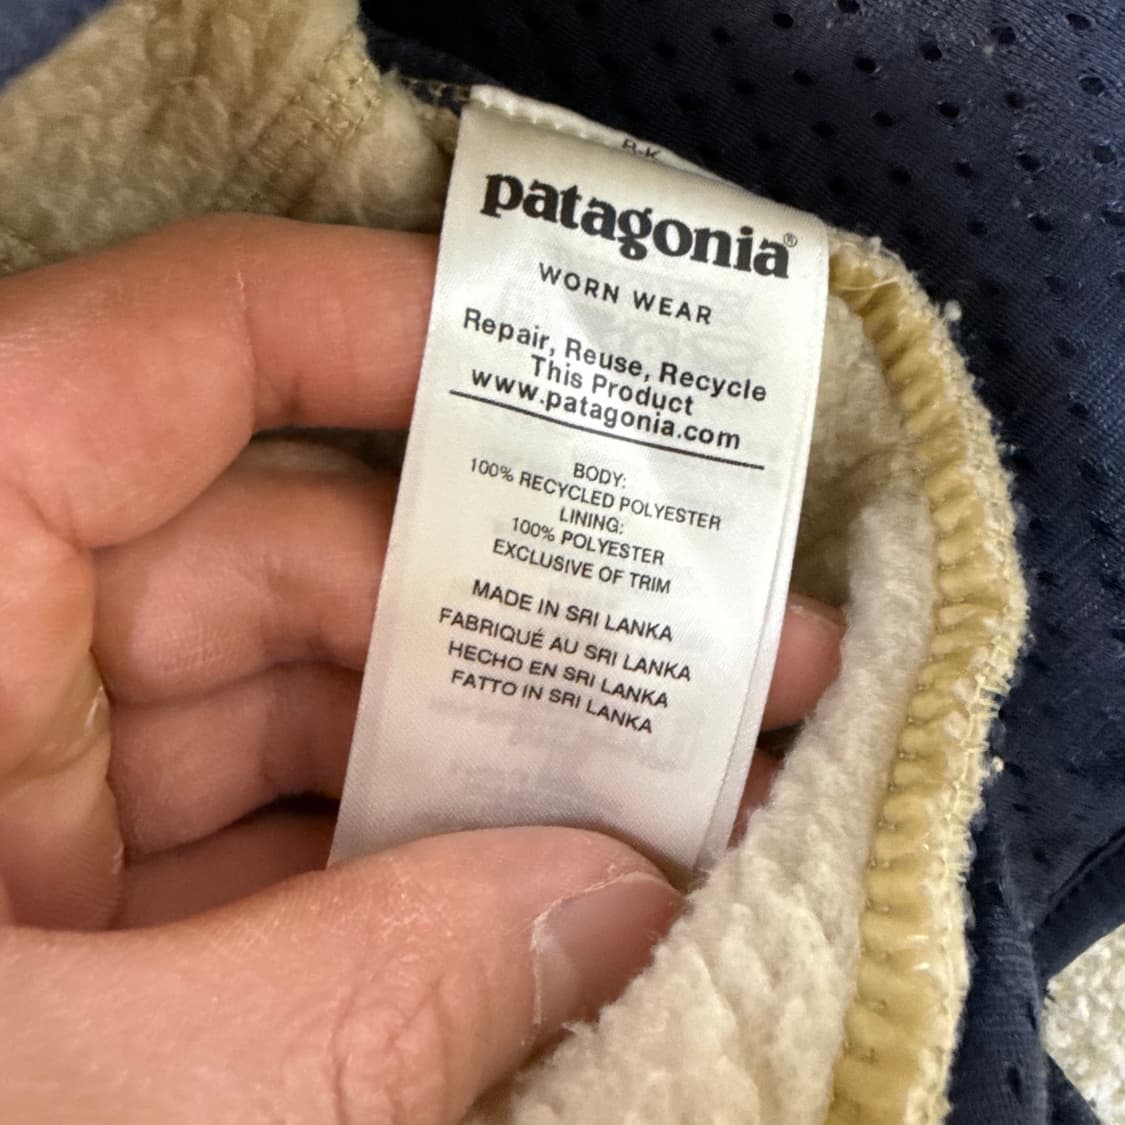 patagonia®
WORN WEAR
Repair, Reuse, Recycle
This Product
www.patagonia.com
BODY:
100% RECYCLED POLYESTER
LINING:
100% POLYESTER
EXCLUSIVE OF TRIM
MADE IN SRI LANKA
FABRIQUÉ AU SRI LANKA
HECHO EN SRI LANKA
FATTO IN SRI LANKA